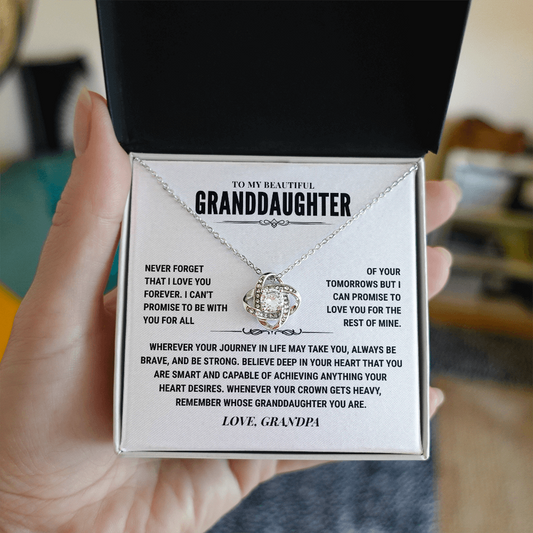 TO MY BEAUTIFUL
GRANDDAUGHTER
NEVER FORGET
THAT I LOVE YOU
FOREVER. I CAN'T
PROMISE TO BE WITH
YOU FOR ALL
OF YOUR
TOMORROWS BUT I
CAN PROMISE TO
LOVE YOU FOR THE
REST OF MINE.
WHEREVER YOUR JOURNEY IN LIFE MAY TAKE YOU, ALWAYS BE
BRAVE, AND BE STRONG. BELIEVE DEEP IN YOUR HEART THAT YOU
ARE SMART AND CAPABLE OF ACHIEVING ANYTHING YOUR
HEART DESIRES. WHENEVER YOUR CROWN GETS HEAVY,
REMEMBER WHOSE GRANDDAUGHTER YOU ARE.
LOVE, GRANDPA